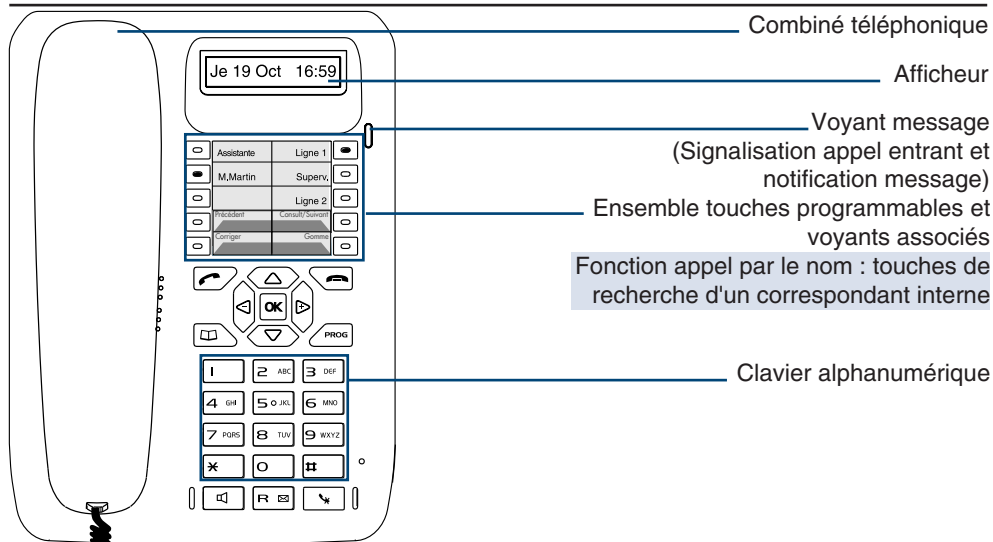 Combiné téléphonique
Je 19 Oct 16:59
Afficheur
Voyant message
(Signalisation appel entrant et
notification message)
Assistante Ligne 1
M,Martin Superv.
Ligne 2
Précédent Consult/Suivant
Corriger Gomme
Ensemble touches programmables et
voyants associés
Fonction appel par le nom : touches de
recherche d'un correspondant interne
OK
PROG
Clavier alphanumérique
1 2 ABC 3 DEF
4 GHI 5 JKL 6 MNO
7 PQRS 8 TUV 9 WXYZ
* 0 #
R